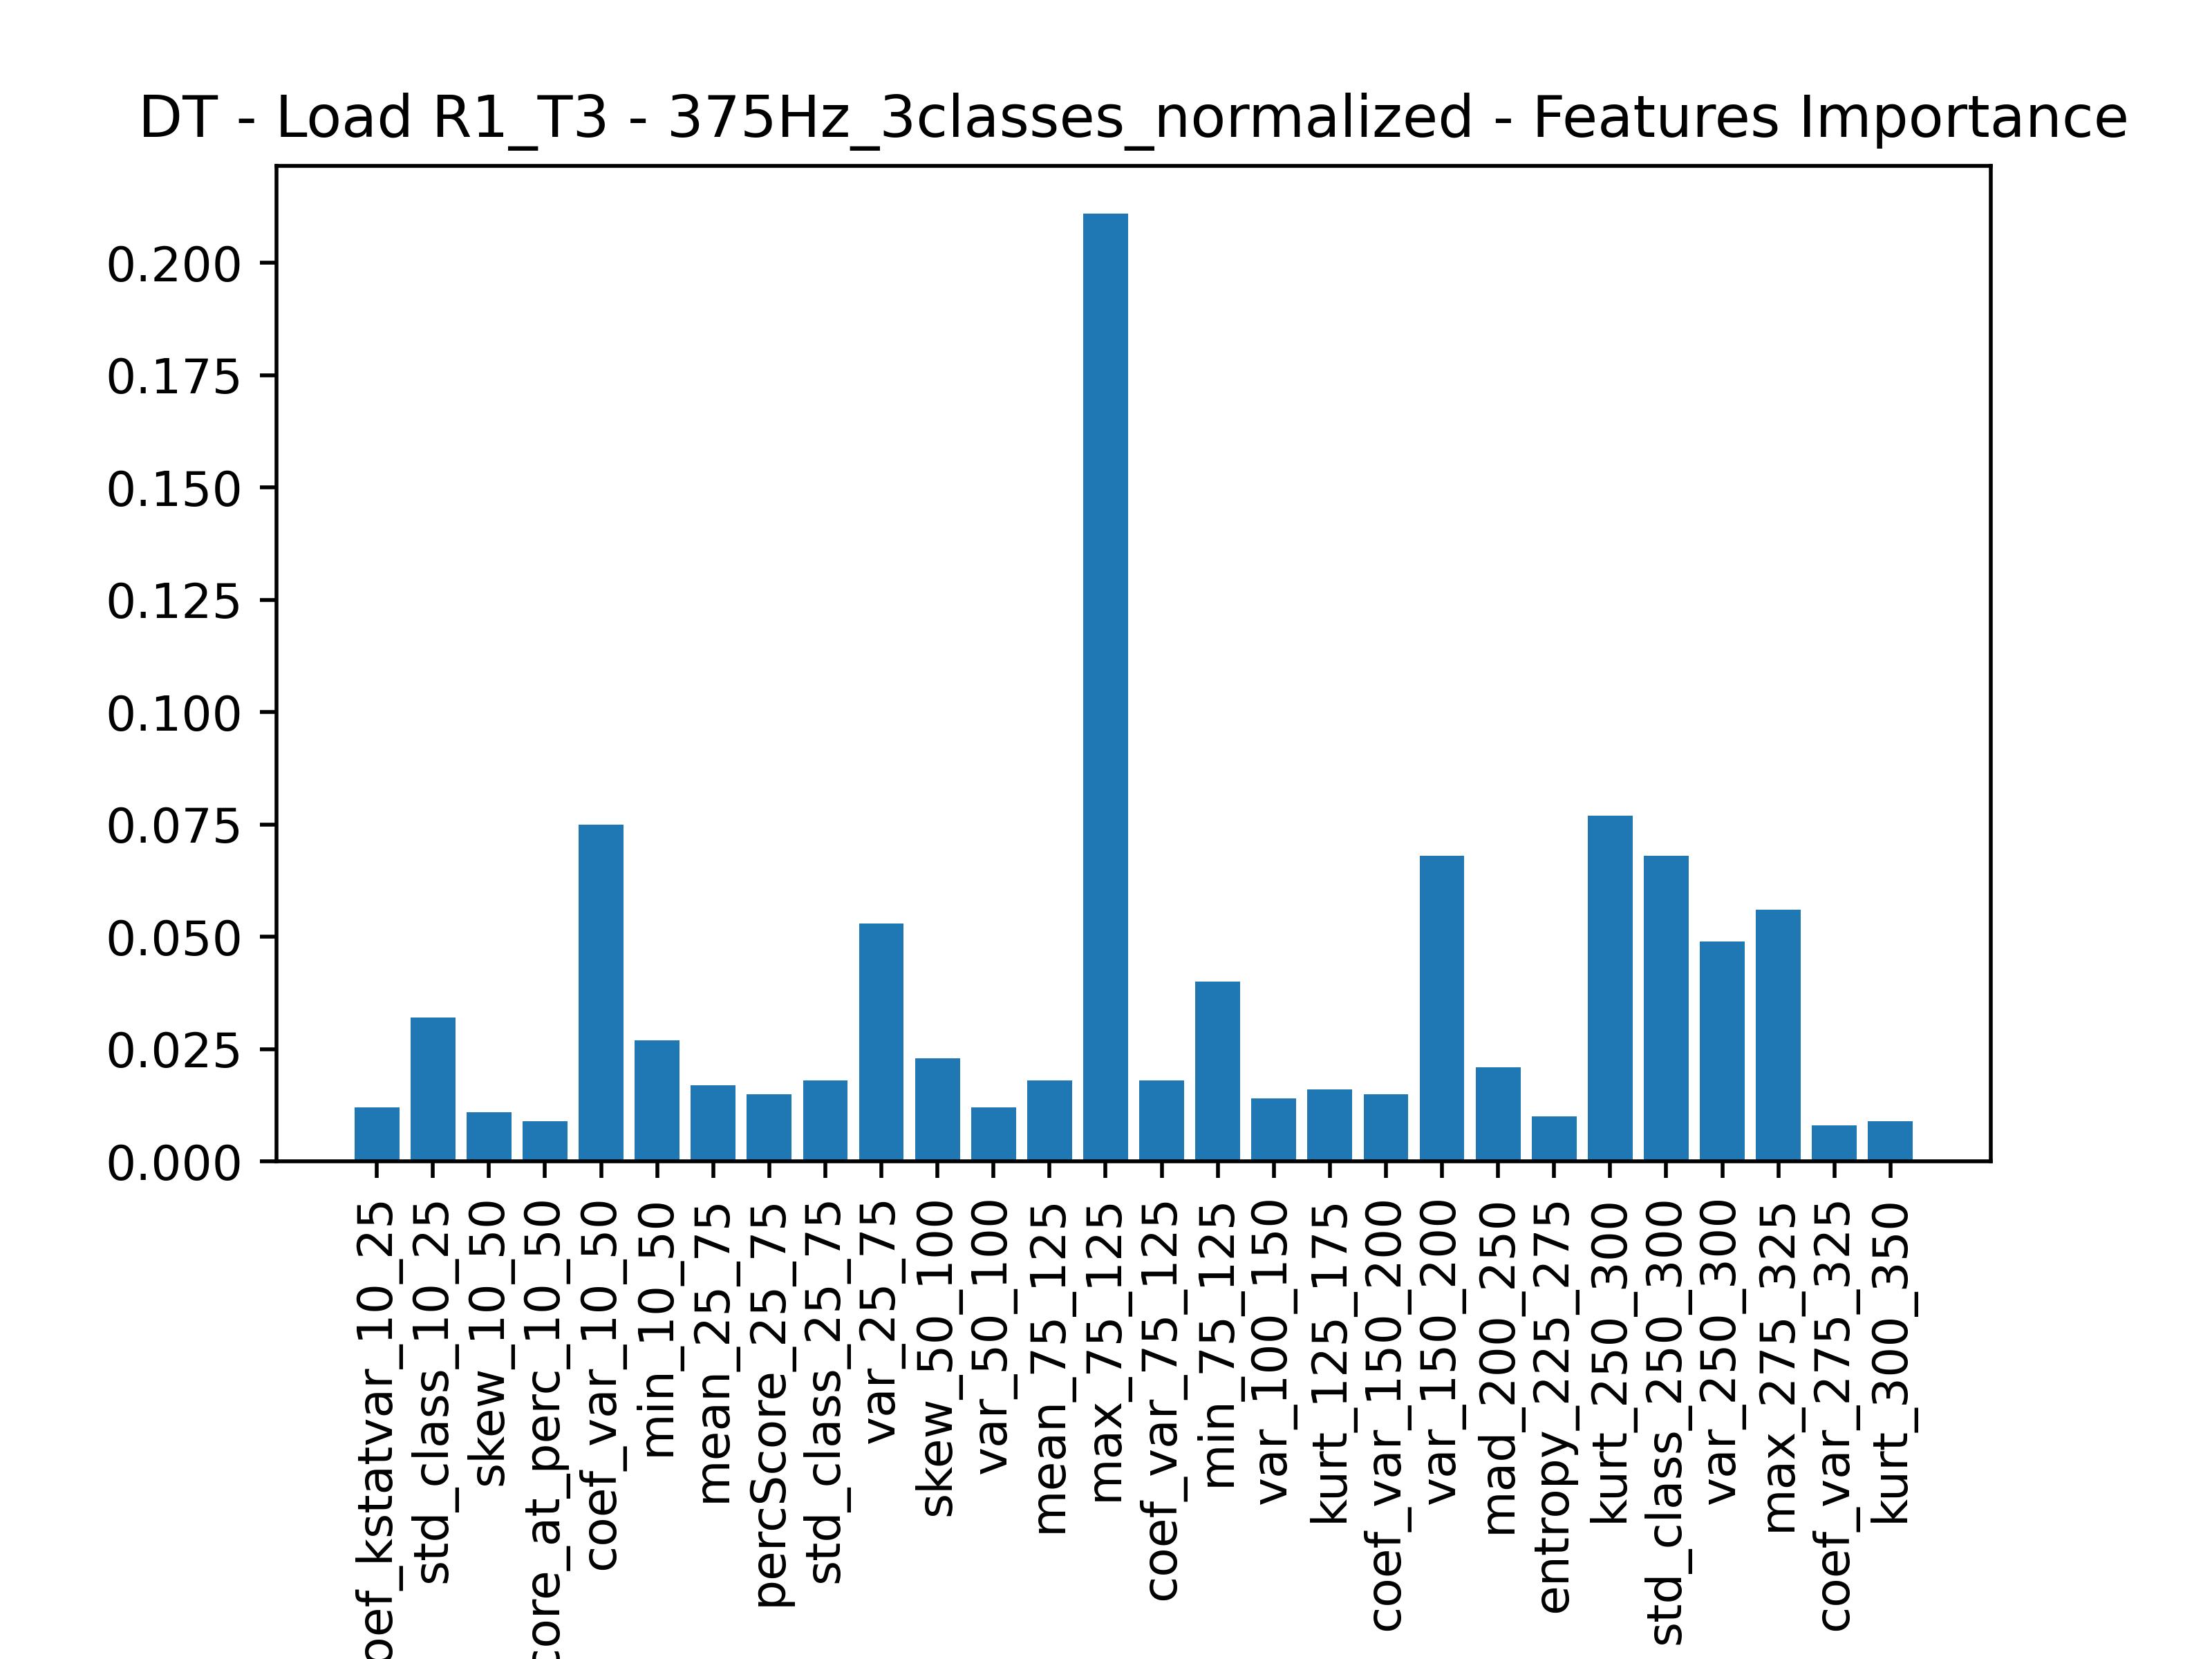 DT - Load R1_T3 - 375Hz_3classes_normalized - Features Importance
0.200
0.175
0.150
0.125
0.100
0.075
0.050
0.025
0.000
oef_kstatvar_10_25
std_class_10_25
skew_10_50
core_at_perc_10_50
coef_var_10_50
min_10_50
mean_25_75
percScore_25_75
std_class_25_75
var_25_75
skew_50_100
var_50_100
mean_75_125
max_75_125
coef_var_75_125
min_75_125
var_100_150
kurt_125_175
coef_var_150_200
var_150_200
mad_200_250
entropy_225_275
kurt_250_300
std_class_250_300
var_250_300
max_275_325
coef_var_275_325
kurt_300_350